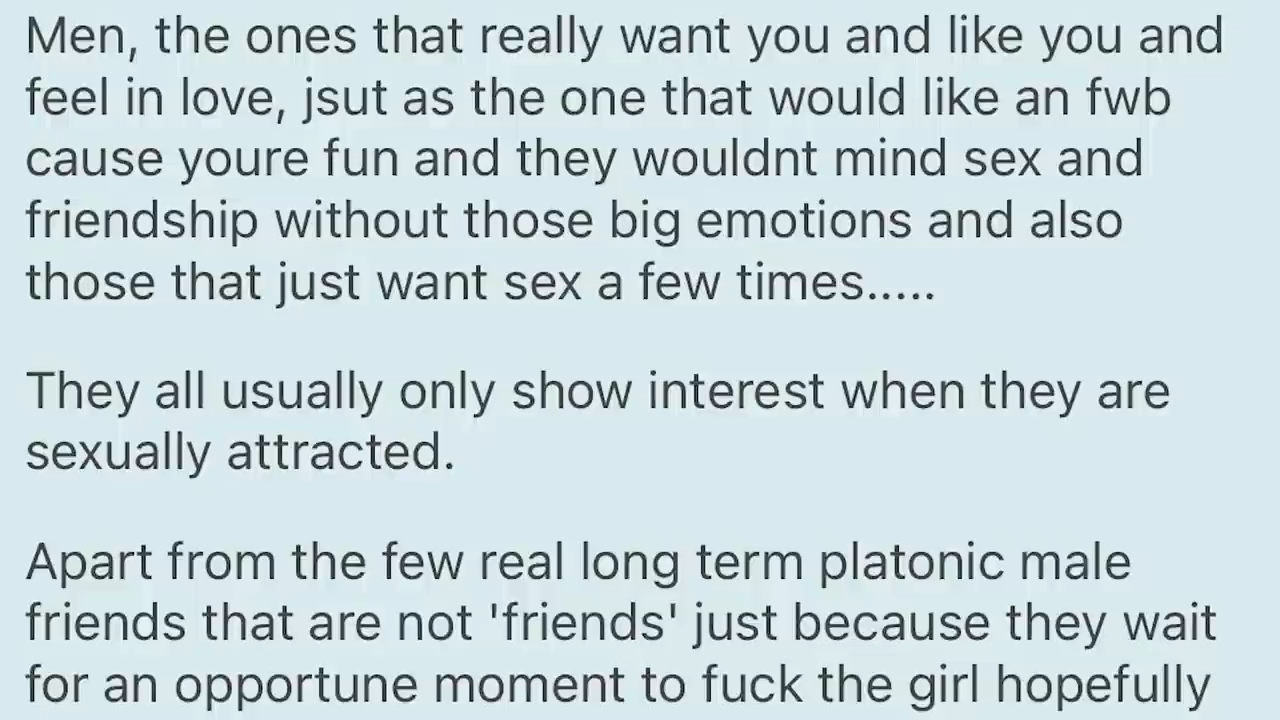 Men, the ones that really want you and like you and
feel in love, jsut as the one that would like an fwb
cause youre fun and they wouldnt mind sex and
friendship without those big emotions and also
those that just want sex a few times.....
They all usually only show interest when they are
sexually attracted.
Apart from the few real long term platonic male
friends that are not 'friends' just because they wait
for an opportune moment to fuck the girl hopefully